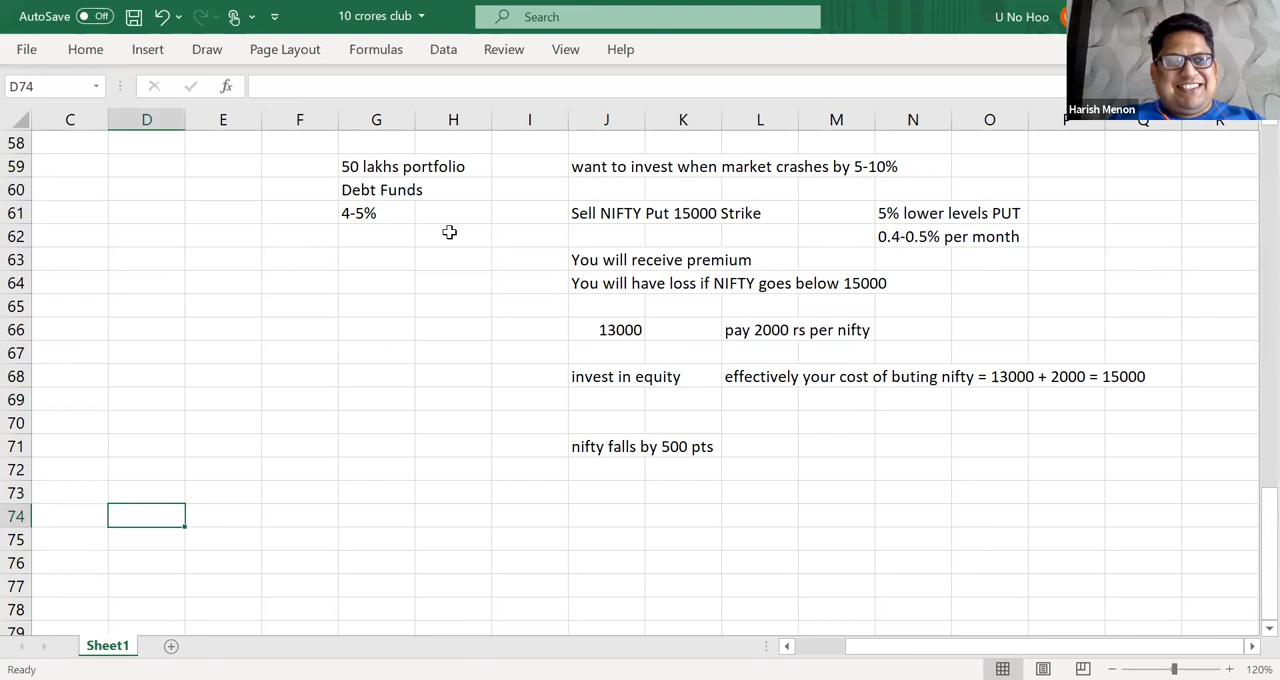 AutoSave Off 10 crores club Search U No Hoo
File Home Insert Draw Page Layout Formulas Data Review View Help
D74 fx
Harish Menon
C D E F G H I J K L M N O P Q R
58
59 50 lakhs portfolio want to invest when market crashes by 5-10%
60 Debt Funds
61 4-5% Sell NIFTY Put 15000 Strike 5% lower levels PUT
62 0.4-0.5% per month
63 You will receive premium
64 You will have loss if NIFTY goes below 15000
65
66 13000 pay 2000 rs per nifty
67
68 invest in equity effectively your cost of buting nifty = 13000 + 2000 = 15000
69
70
71 nifty falls by 500 pts
72
73
74
75
76
77
78
79
Sheet1
Ready 120%